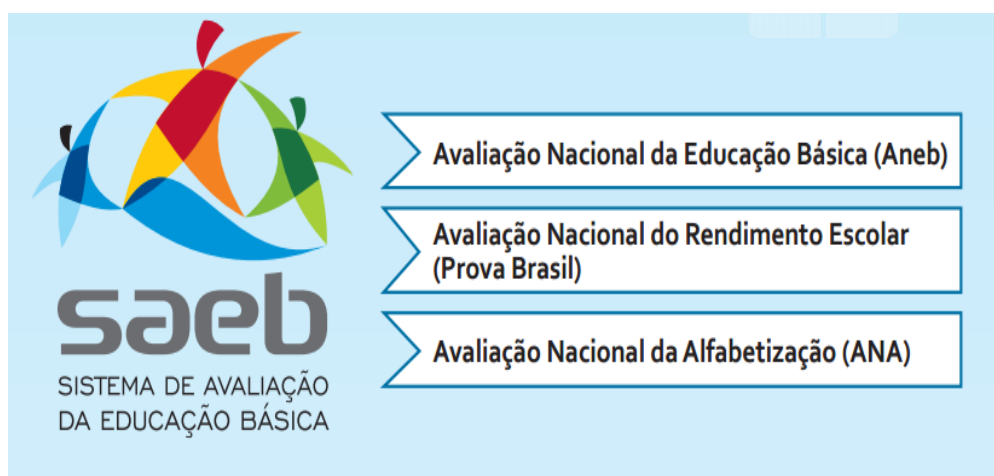 saeb
SISTEMA DE AVALIAÇÃO
DA EDUCAÇÃO BÁSICA
Avaliação Nacional da Educação Básica (Aneb)
Avaliação Nacional do Rendimento Escolar
(Prova Brasil)
Avaliação Nacional da Alfabetização (ANA)